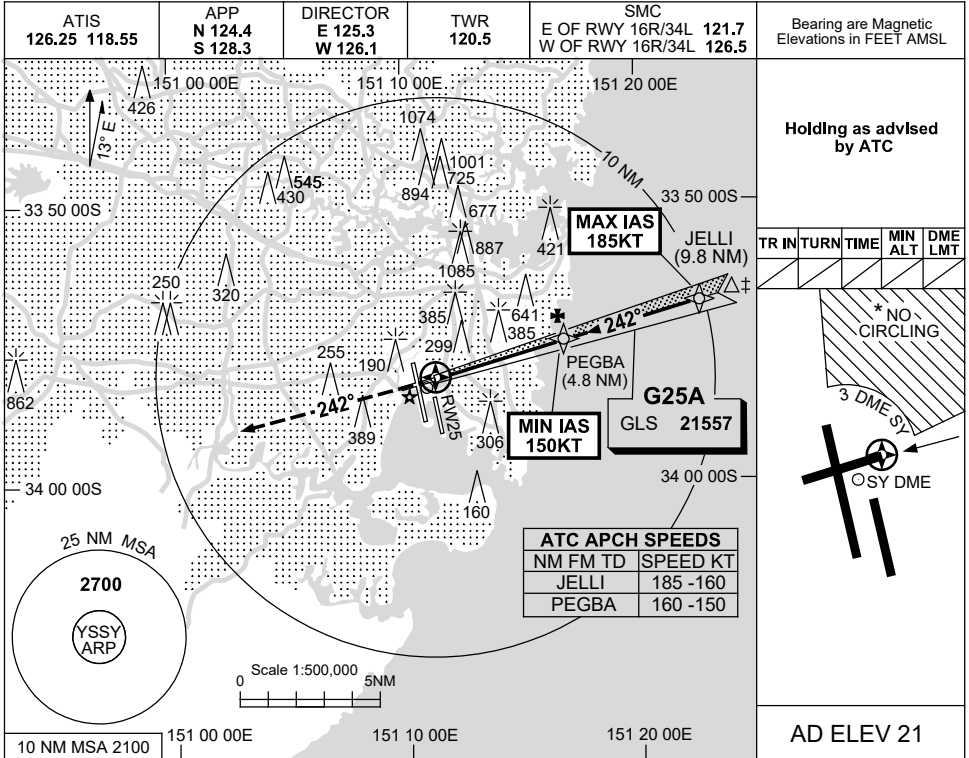 ATIS
126.25 118.55
APP
N 124.4
S 128.3
DIRECTOR
E 125.3
W 126.1
TWR
120.5
SMC
E OF RWY 16R/34L 121.7
W OF RWY 16R/34L 126.5
Bearing are Magnetic
Elevations in FEET AMSL
151 00 00E
151 10 00E
151 20 00E
426
13° E
1074
1001
725
894
10 NM
545
430
677
33 50 00S
33 50 00S
MAX IAS
185KT
JELLI
(9.8 NM)
421
887
1085
250
320
385
641
385
‡
299
242°
190
255
PEGBA
(4.8 NM)
862
242°
RW25
389
306
MIN IAS
150KT
G25A
GLS 21557
34 00 00S
34 00 00S
160
25 NM MSA
2700
YSSY
ARP
ATC APCH SPEEDS
NM FM TD SPEED KT
JELLI 185 -160
PEGBA 160 -150
Scale 1:500,000
0 5NM
10 NM MSA 2100
151 00 00E
151 10 00E
151 20 00E
Holding as advised
by ATC
TR IN TURN TIME MIN ALT DME LMT
* NO
CIRCLING
3 DME SY
SY DME
AD ELEV 21